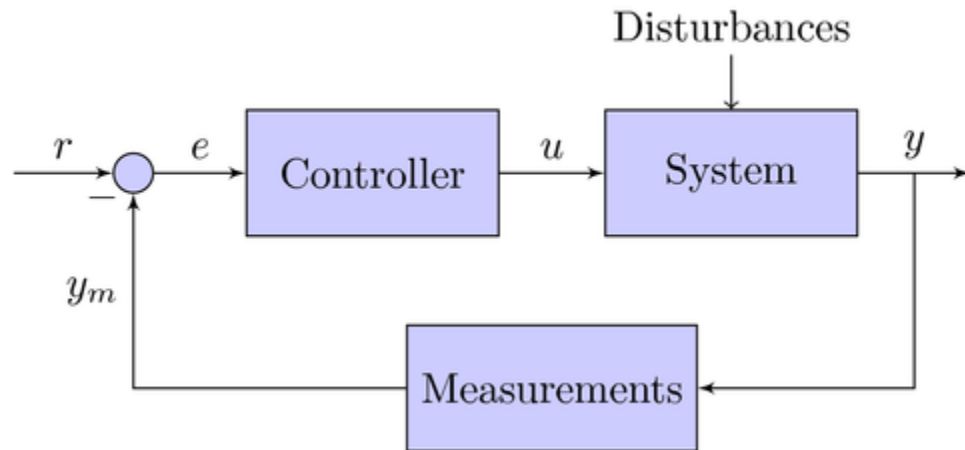 Disturbances
r
e
Controller
u
System
y
−
y_m
Measurements